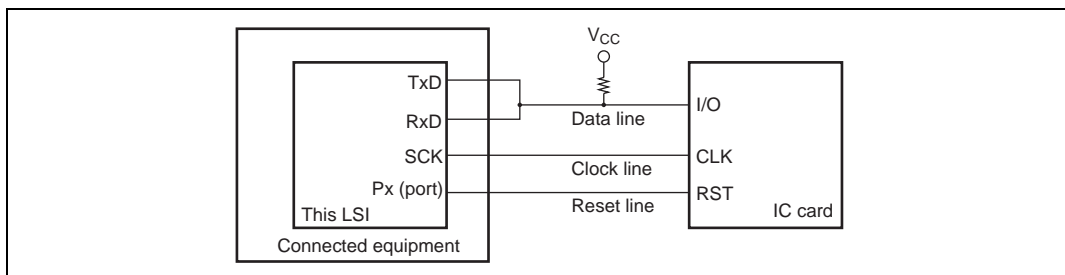 VCC
TxD
RxD
SCK
Px (port)
This LSI
Connected equipment
Data line
Clock line
Reset line
I/O
CLK
RST
IC card